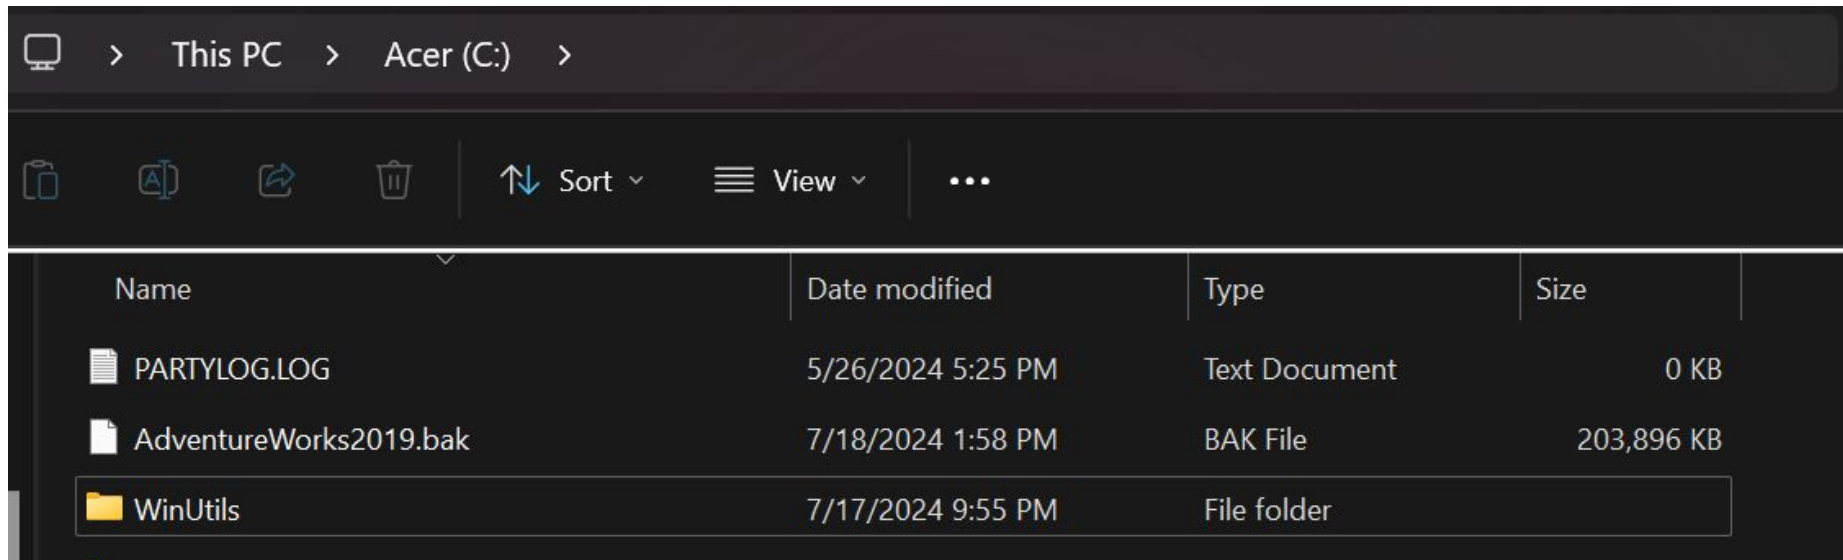 This PC > Acer (C:) >
Sort View •••
Name Date modified Type Size
PARTYLOG.LOG 5/26/2024 5:25 PM Text Document 0 KB
AdventureWorks2019.bak 7/18/2024 1:58 PM BAK File 203,896 KB
WinUtils 7/17/2024 9:55 PM File folder